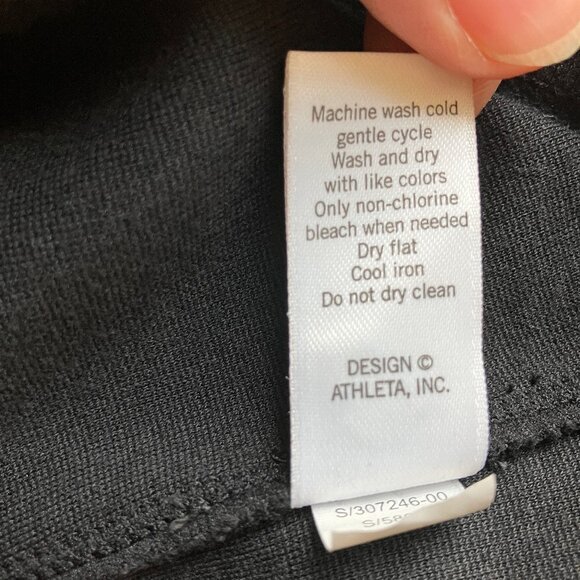 Machine wash cold
gentle cycle
Wash and dry
with like colors
Only non-chlorine
bleach when needed
Dry flat
Cool iron
Do not dry clean
DESIGN ©
ATHLETA, INC.
S/307246-00